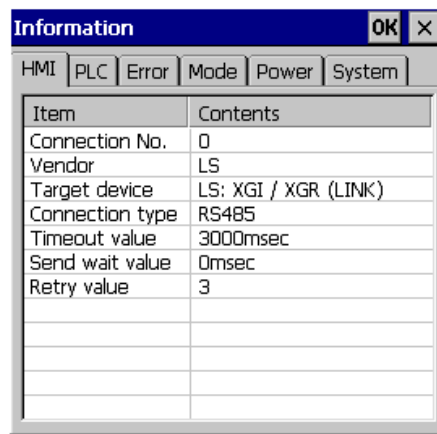 Information OK ×
HMI PLC Error Mode Power System
Item Contents
Connection No. 0
Vendor LS
Target device LS: XGI / XGR (LINK)
Connection type RS485
Timeout value 3000msec
Send wait value 0msec
Retry value 3